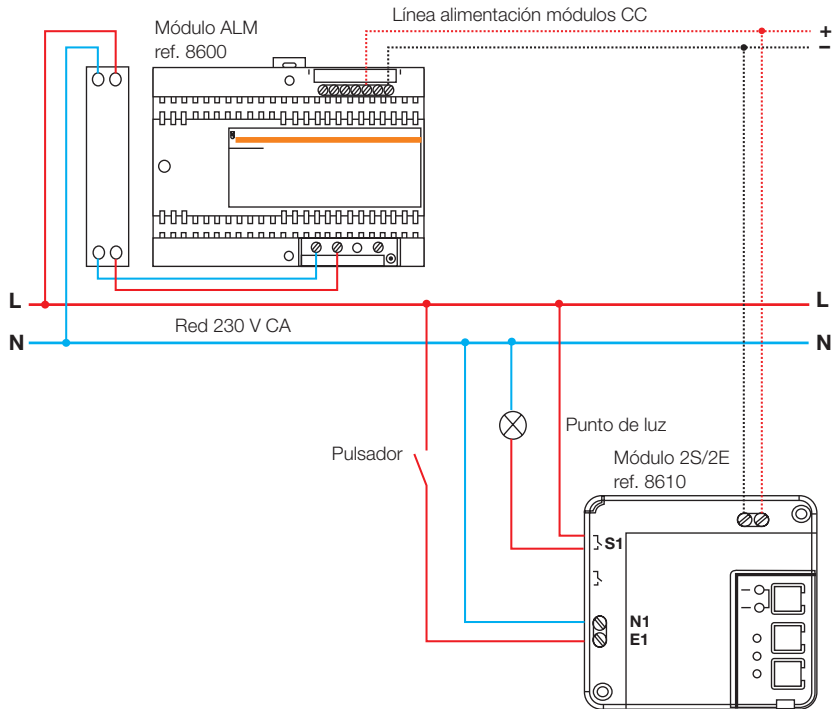 Línea alimentación módulos CC
Módulo ALM
ref. 8600
+
–
L
L
Red 230 V CA
N
N
Punto de luz
Pulsador
Módulo 2S/2E
ref. 8610
S1
N1
E1